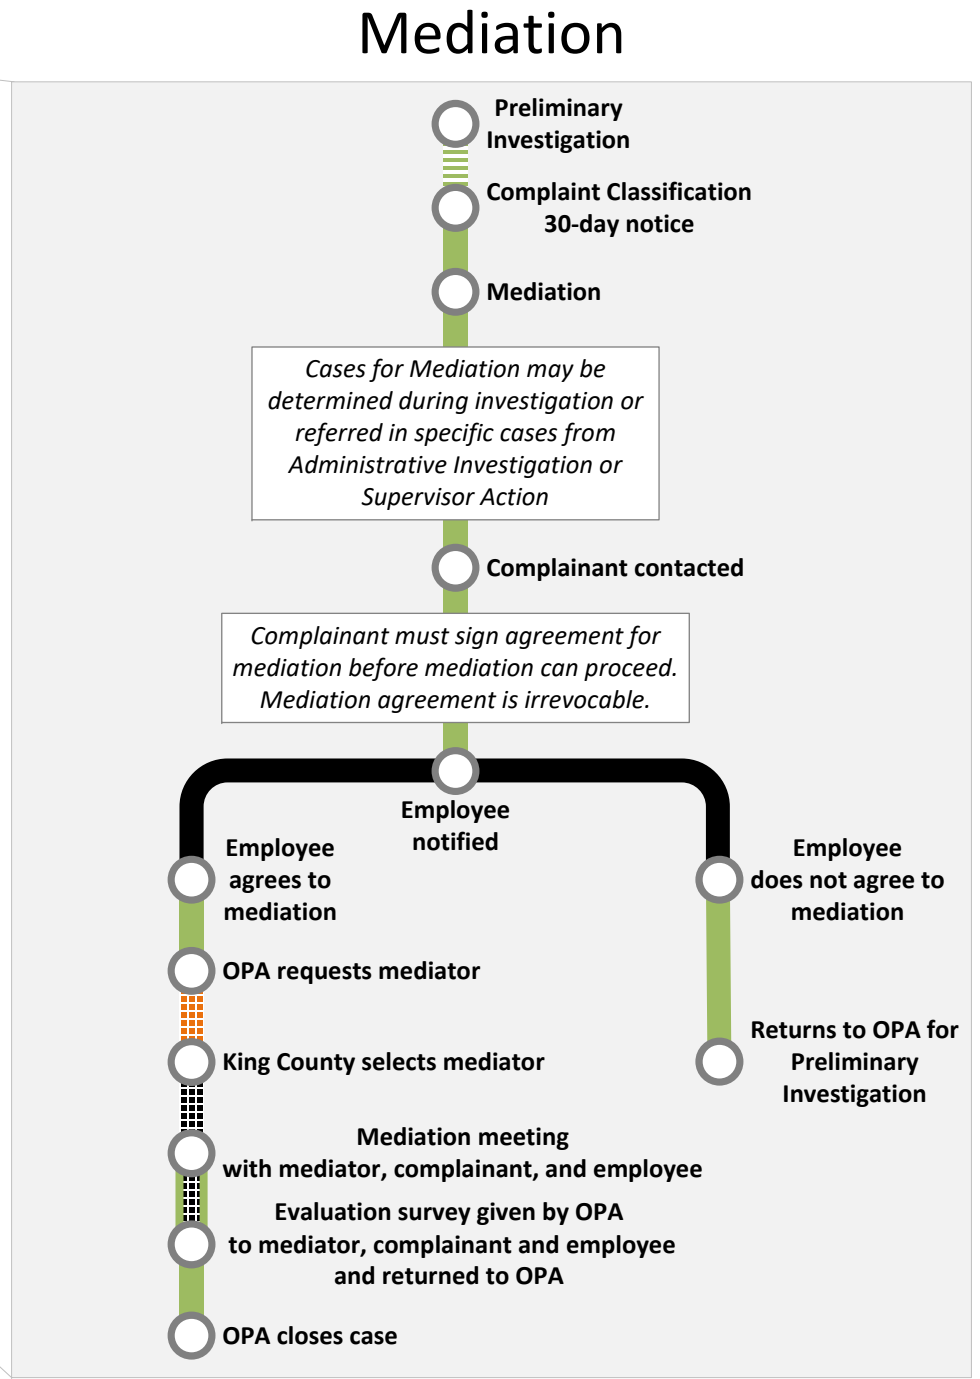 Mediation
Preliminary
Investigation
Complaint Classification
30-day notice
Mediation
Cases for Mediation may be
determined during investigation or
referred in specific cases from
Administrative Investigation or
Supervisor Action
Complainant contacted
Complainant must sign agreement for
mediation before mediation can proceed.
Mediation agreement is irrevocable.
Employee
notified
Employee
agrees to
mediation
Employee
does not agree to
mediation
OPA requests mediator
King County selects mediator
Returns to OPA for
Preliminary
Investigation
Mediation meeting
with mediator, complainant, and employee
Evaluation survey given by OPA
to mediator, complainant and employee
and returned to OPA
OPA closes case